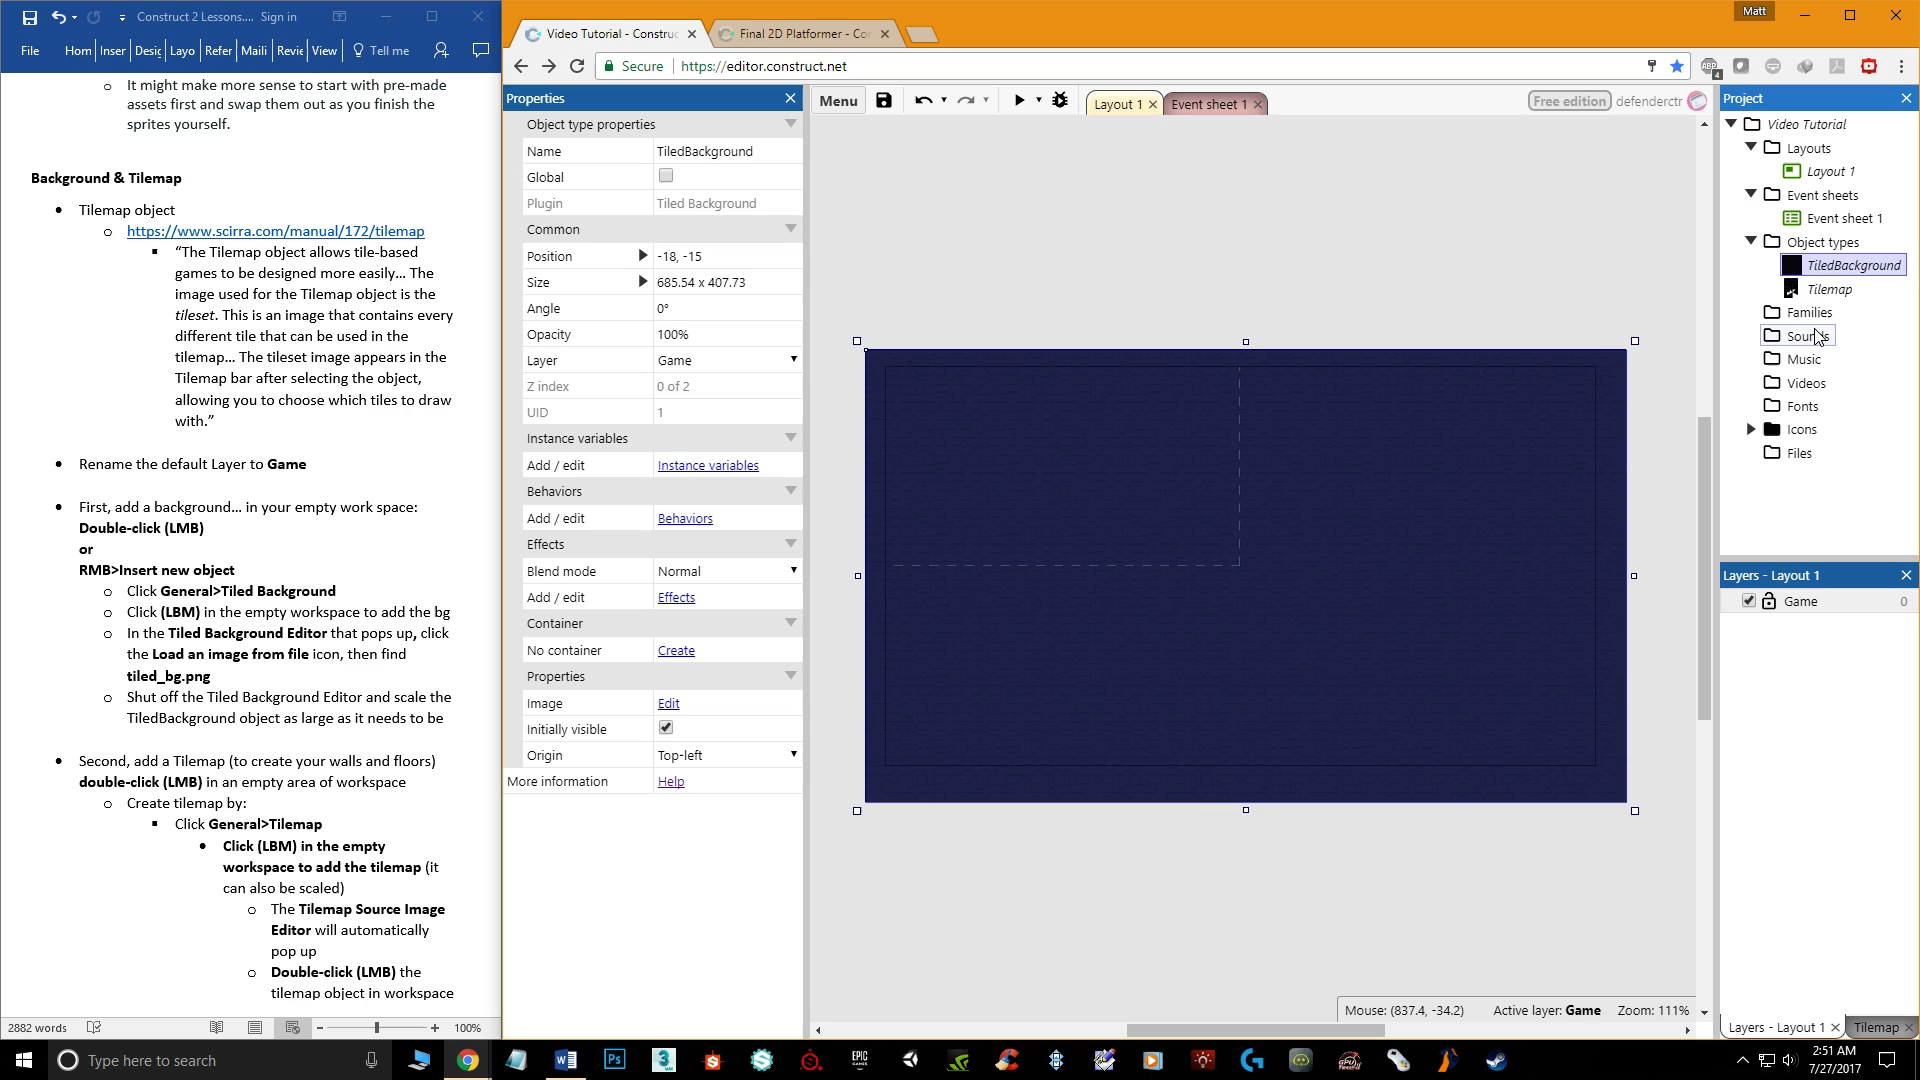 Construct 2 Lessons.... Sign in
File Hom Inser Desig Layo Refer Maili Revie View Tell me
It might make more sense to start with pre-made
assets first and swap them out as you finish the
sprites yourself.
Background & Tilemap
Tilemap object
https://www.scirra.com/manual/172/tilemap
“The Tilemap object allows tile-based
games to be designed more easily… The
image used for the Tilemap object is the
tileset. This is an image that contains every
different tile that can be used in the
tilemap… The tileset image appears in the
Tilemap bar after selecting the object,
allowing you to choose which tiles to draw
with.”
Rename the default Layer to Game
First, add a background… in your empty work space:
Double-click (LMB)
or
RMB>Insert new object
Click General>Tiled Background
Click (LBM) in the empty workspace to add the bg
In the Tiled Background Editor that pops up, click
the Load an image from file icon, then find
tiled_bg.png
Shut off the Tiled Background Editor and scale the
TiledBackground object as large as it needs to be
Second, add a Tilemap (to create your walls and floors)
double-click (LMB) in an empty area of workspace
Create tilemap by:
Click General>Tilemap
Click (LBM) in the empty
workspace to add the tilemap (it
can also be scaled)
The Tilemap Source Image
Editor will automatically
pop up
Double-click (LMB) the
tilemap object in workspace
2882 words 100%
Matt
Video Tutorial - Construc Final 2D Platformer - Con
Secure https://editor.construct.net ABP 4
Properties
Object type properties
Name TiledBackground
Global
Plugin Tiled Background
Common
Position -18, -15
Size 685.54 x 407.73
Angle 0°
Opacity 100%
Layer Game
Z index 0 of 2
UID 1
Instance variables
Add / edit Instance variables
Behaviors
Add / edit Behaviors
Effects
Blend mode Normal
Add / edit Effects
Container
No container Create
Properties
Image Edit
Initially visible
Origin Top-left
More information Help
Menu Layout 1 Event sheet 1 Free edition defenderctr
Mouse: (837.4, -34.2) Active layer: Game Zoom: 111%
Project
Video Tutorial
Layouts
Layout 1
Event sheets
Event sheet 1
Object types
TiledBackground
Tilemap
Families
Sounds
Music
Videos
Fonts
Icons
Files
Layers - Layout 1
Game 0
Layers - Layout 1 Tilemap
Type here to search Ps 3 EPIC GAMES
2:51 AM
7/27/2017